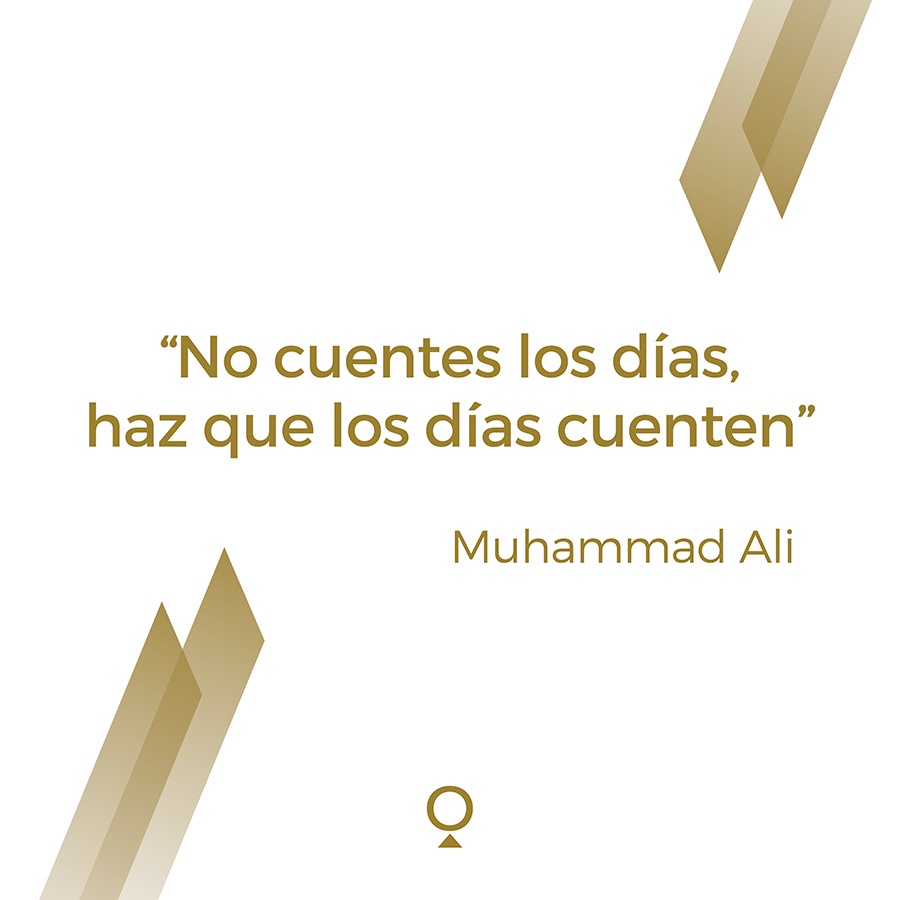 “No cuentes los días,
haz que los días cuenten”
Muhammad Ali